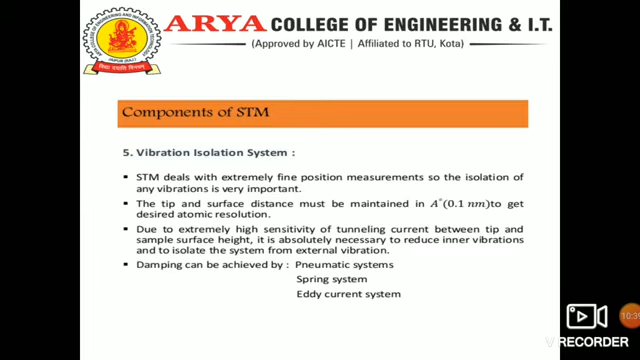 ARYA COLLEGE OF ENGINEERING & I.T.
(Approved by AICTE | Affiliated to RTU, Kota)
Components of STM
5. Vibration Isolation System :
STM deals with extremely fine position measurements so the isolation
of any vibrations is very important.
The tip and surface distance must be maintained in A°(0.1 nm)to get
desired atomic resolution.
Due to extremely high sensitivity of tunneling current between tip and
sample surface height, it is absolutely necessary to reduce inner vibrations
and to isolate the system from external vibration.
Damping can be achieved by : Pneumatic systems
Spring system
Eddy current system
10:39
V RECORDER